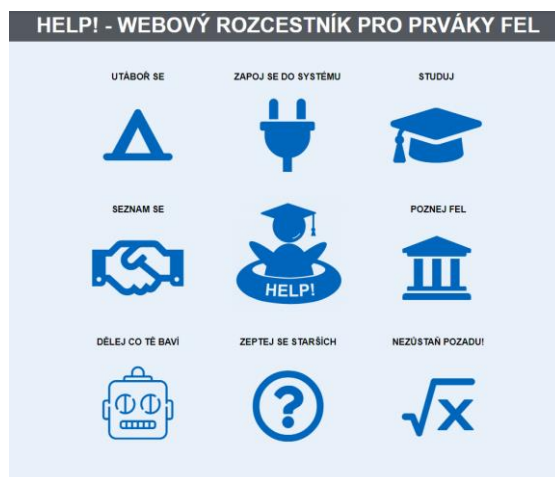 HELP! - WEBOVÝ ROZCESTNÍK PRO PRVÁKY FEL
UTÁBOŘ SE
ZAPOJ SE DO SYSTÉMU
STUDUJ
SEZNAM SE
HELP!
POZNEJ FEL
DĚLEJ CO TĚ BAVÍ
ZEPTEJ SE STARŠÍCH
NEZŮSTAŇ POZADU!
?
√x